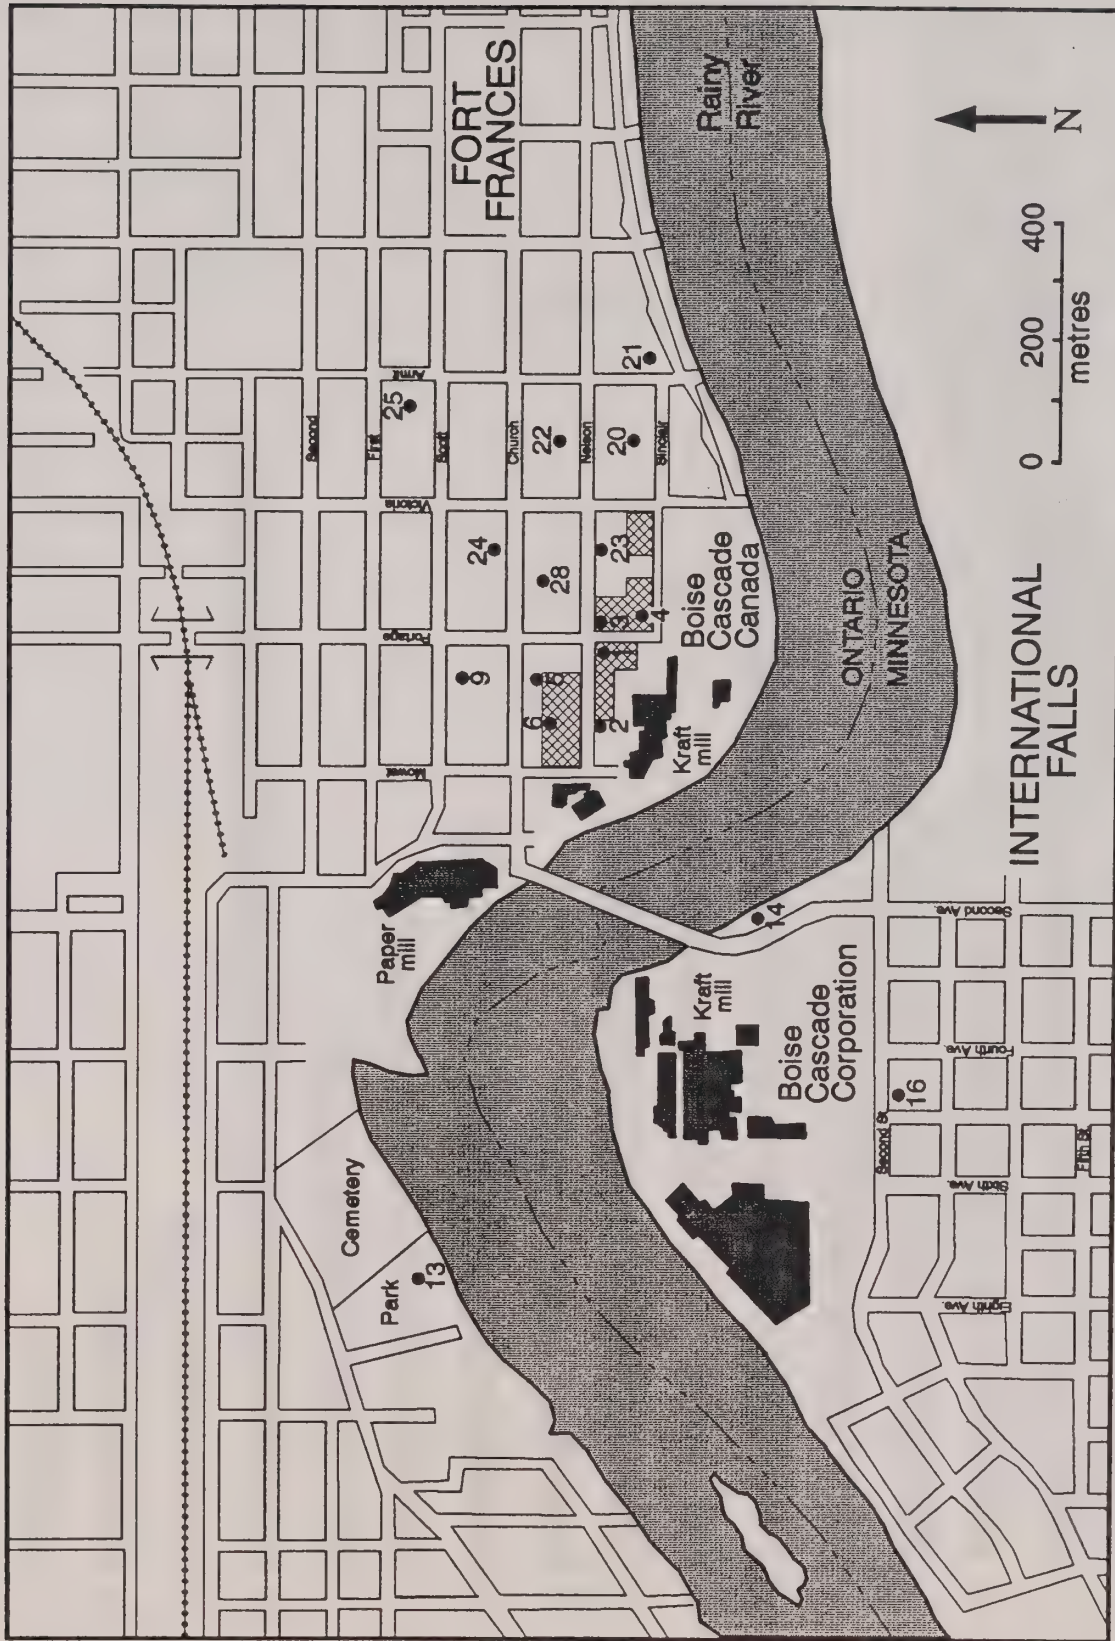 Second
Cemetery
First
Park
Paper
mill
25
Armit
Victoria
Portage
Mowat
13
Scott
FORT
FRANCES
24
9
Church
6
22
5
28
Nelson
2
1
3
23
20
21
4
Sinclair
Kraft
mill
Boise
Cascade
Canada
Rainy
River
Kraft
mill
14
Boise
Cascade
Corporation
ONTARIO
MINNESOTA
Second St.
16
Second Ave.
Fourth Ave.
Sixth Ave.
Eighth Ave.
INTERNATIONAL
FALLS
0 200 400
metres
N
Fifth St.